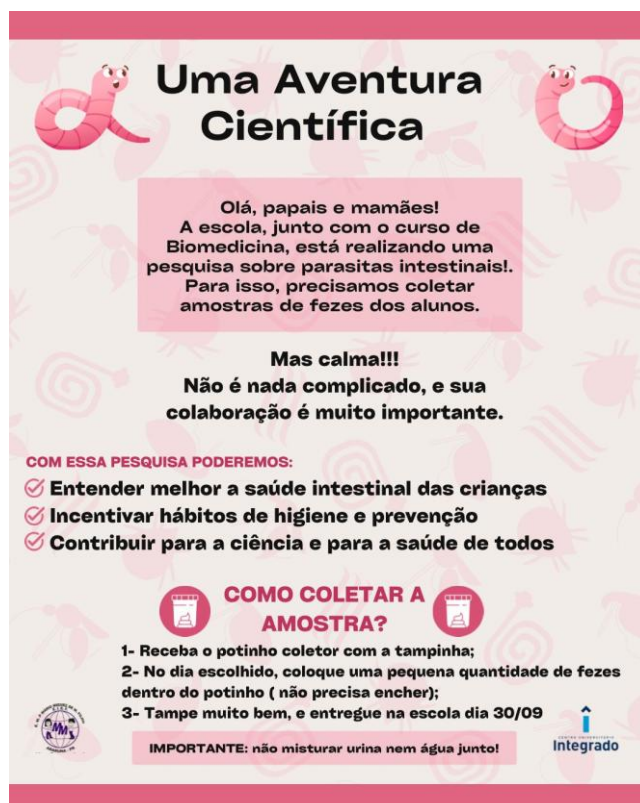 Uma Aventura
Científica
Olá, papais e mamães!
A escola, junto com o curso de
Biomedicina, está realizando uma
pesquisa sobre parasitas intestinais!.
Para isso, precisamos coletar
amostras de fezes dos alunos.
Mas calma!!!
Não é nada complicado, e sua
colaboração é muito importante.
COM ESSA PESQUISA PODEREMOS:
Entender melhor a saúde intestinal das crianças
Incentivar hábitos de higiene e prevenção
Contribuir para a ciência e para a saúde de todos
COMO COLETAR A
AMOSTRA?
1- Receba o potinho coletor com a tampinha;
2- No dia escolhido, coloque uma pequena quantidade de fezes
dentro do potinho ( não precisa encher);
3- Tampe muito bem, e entregue na escola dia 30/09
IMPORTANTE: não misturar urina nem água junto!
CENTRO UNIVERSITÁRIO
Integrado